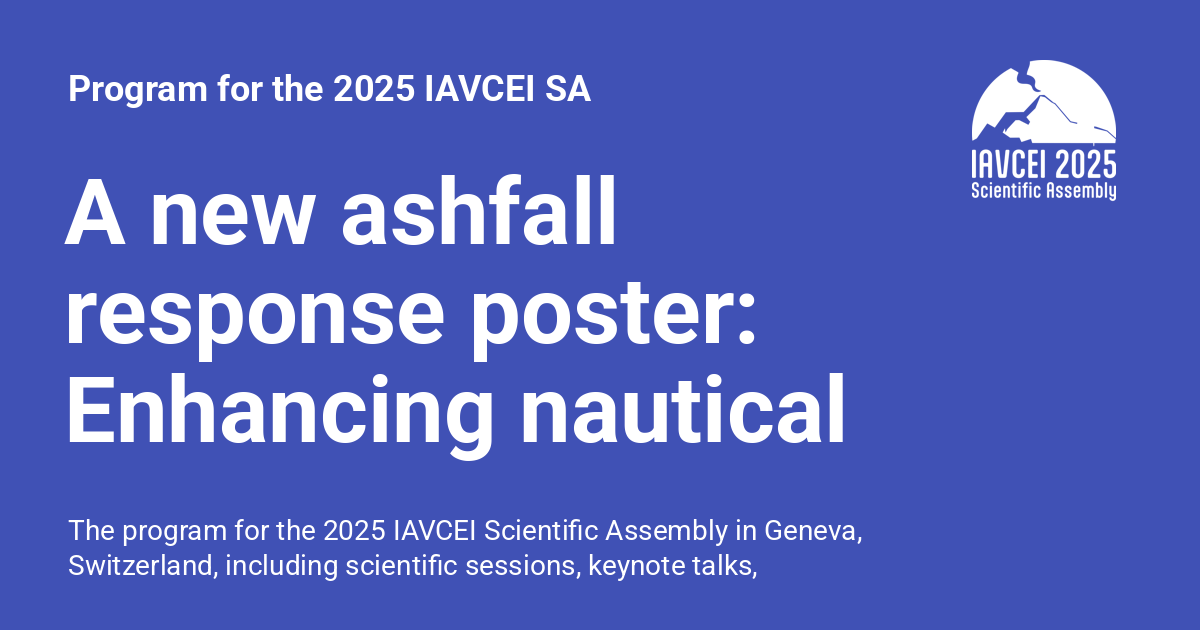 Program for the 2025 IAVCEI SA
IAVCEI 2025
Scientific Assembly
A new ashfall
response poster:
Enhancing nautical
The program for the 2025 IAVCEI Scientific Assembly in Geneva,
Switzerland, including scientific sessions, keynote talks,